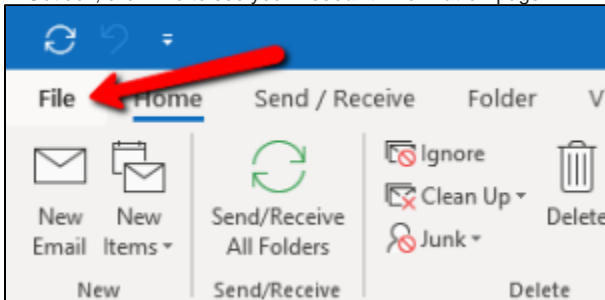 File Home Send / Receive Folder V
Ignore
Clean Up
Junk
New Email
New Items
Send/Receive All Folders
Delete
New Send/Receive Delete